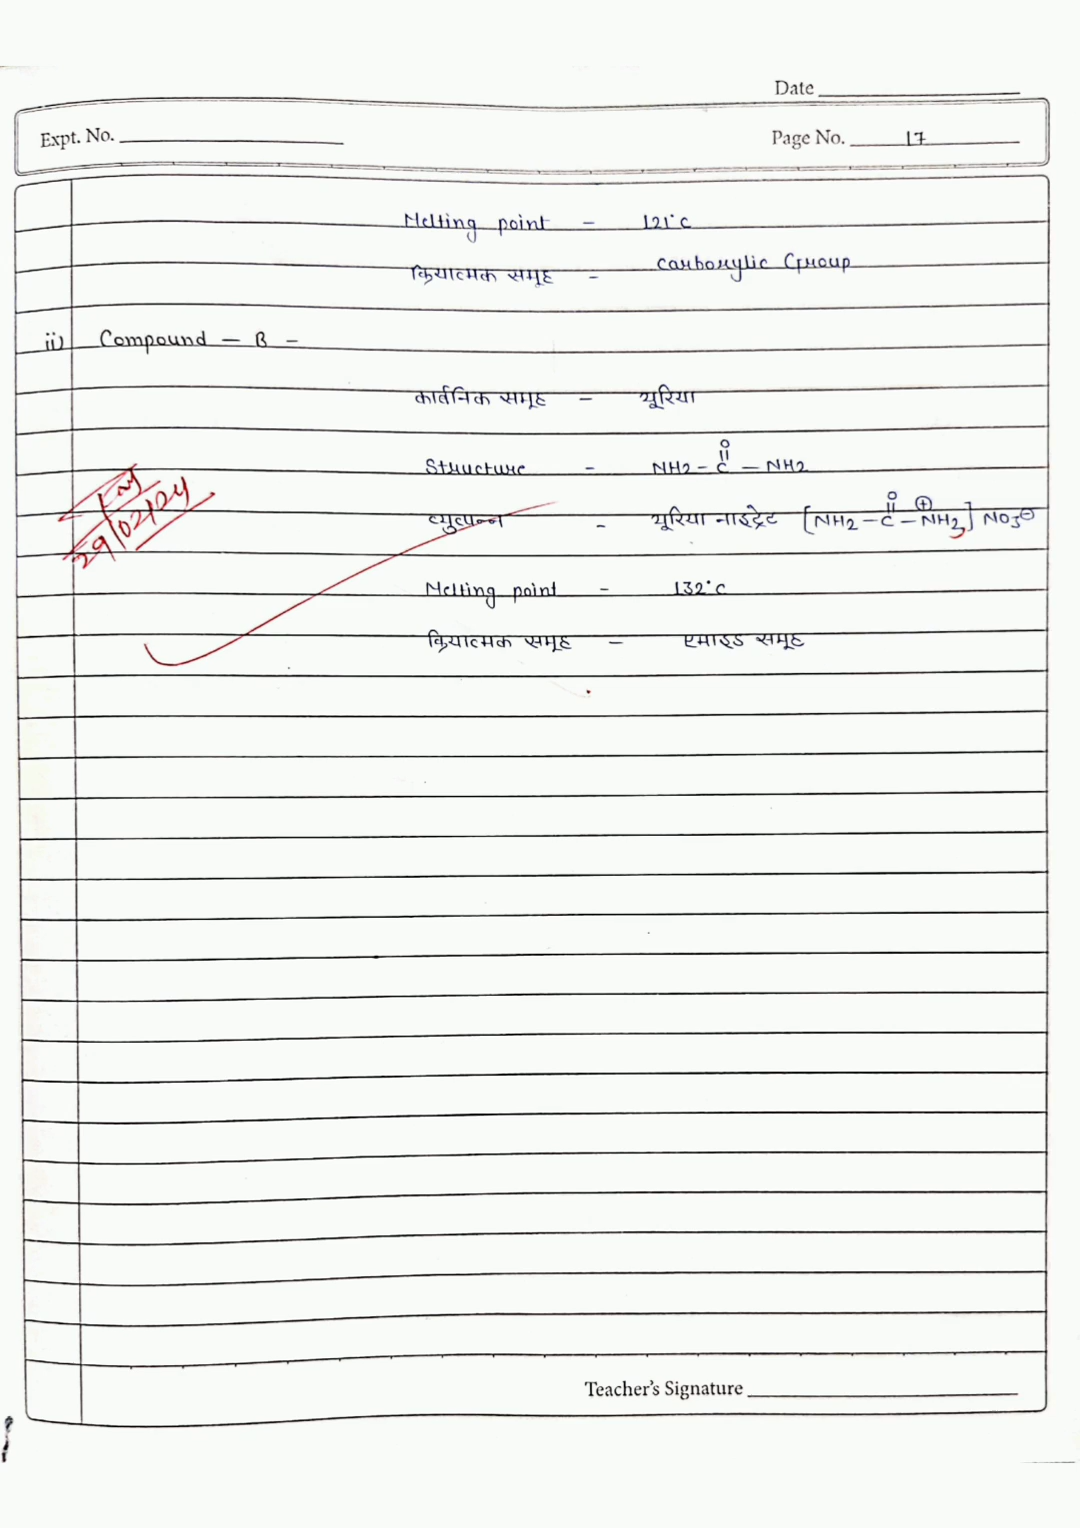 Date
Expt. No.
Page No. 17
Melting point - 121°C
क्रियात्मक समूह - Carboxylic Group
ii) Compound - B -
कार्बनिक समूह - यूरिया
Structure - NH2 - C - NH2
O
व्युत्पन्न - यूरिया नाइट्रेट [NH2 - C - NH3] NO3⊖
O ⊕
29/02/24
Melting point - 132°C
क्रियात्मक समूह - एमाइड समूह
Teacher's Signature